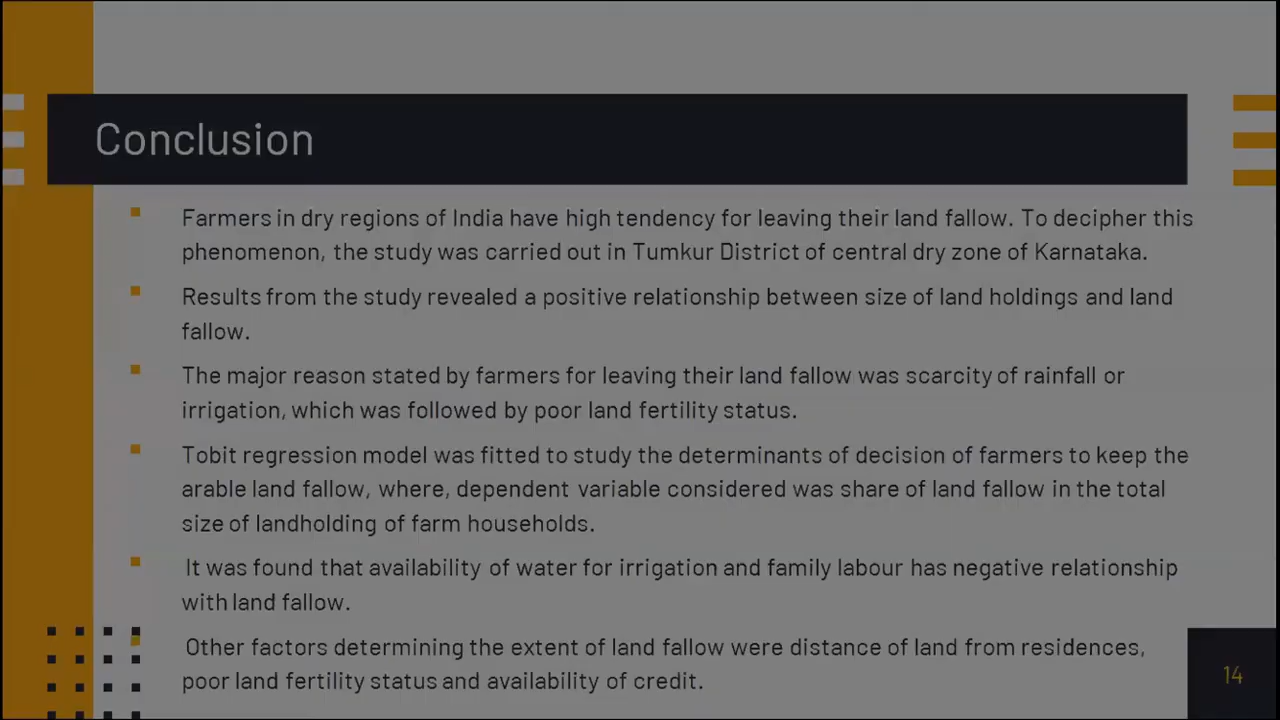 Conclusion
Farmers in dry regions of India have high tendency for leaving their land fallow. To decipher this
phenomenon, the study was carried out in Tumkur District of central dry zone of Karnataka.
Results from the study revealed a positive relationship between size of land holdings and land
fallow.
The major reason stated by farmers for leaving their land fallow was scarcity of rainfall or
irrigation, which was followed by poor land fertility status.
Tobit regression model was fitted to study the determinants of decision of farmers to keep the
arable land fallow, where, dependent variable considered was share of land fallow in the total
size of landholding of farm households.
It was found that availability of water for irrigation and family labour has negative relationship
with land fallow.
Other factors determining the extent of land fallow were distance of land from residences,
poor land fertility status and availability of credit.
14